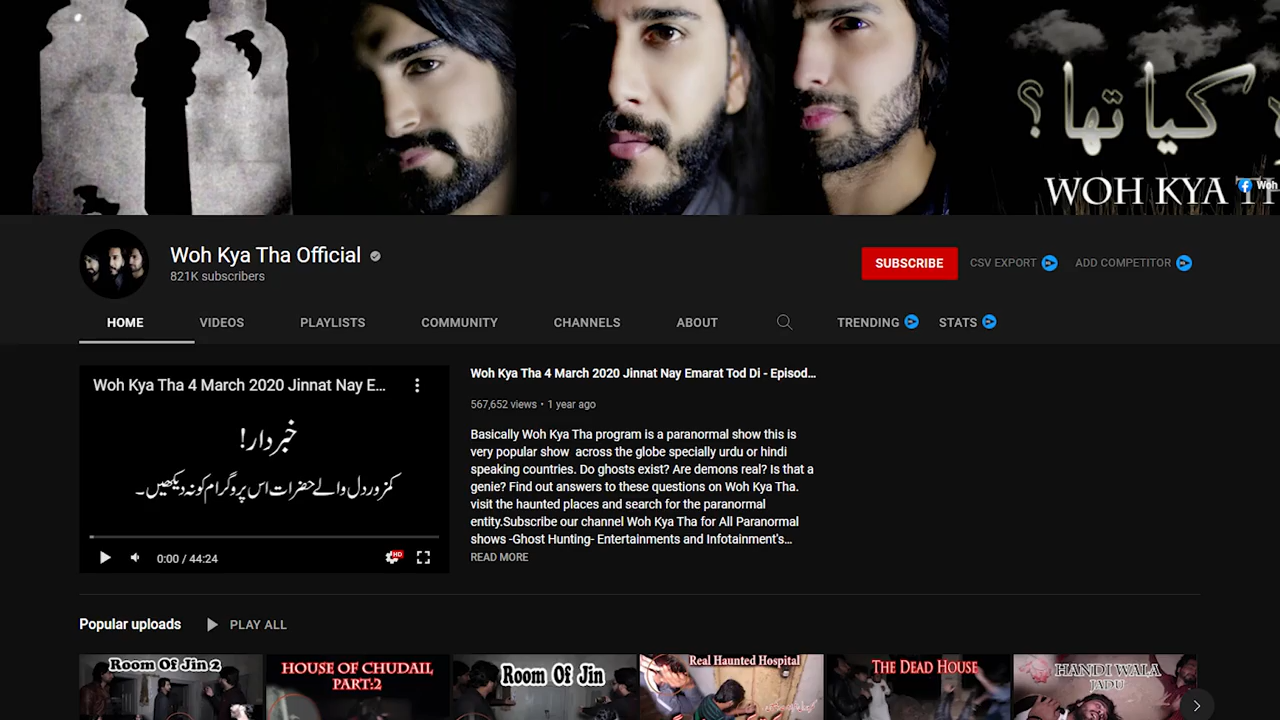 کیا تھا؟
WOH KYA TH
Woh
Woh Kya Tha Official
821K subscribers
SUBSCRIBE
CSV EXPORT
ADD COMPETITOR
HOME
VIDEOS
PLAYLISTS
COMMUNITY
CHANNELS
ABOUT
TRENDING
STATS
Woh Kya Tha 4 March 2020 Jinnat Nay E...
خبردار!
کمزور دل والے حضرات اس پروگرام کو نہ دیکھیں۔
0:00 / 44:24
HD
Woh Kya Tha 4 March 2020 Jinnat Nay Emarat Tod Di - Episod...
567,652 views • 1 year ago
Basically Woh Kya Tha program is a paranormal show this is
very popular show across the globe specially urdu or hindi
speaking countries. Do ghosts exist? Are demons real? Is that a
genie? Find out answers to these questions on Woh Kya Tha.
visit the haunted places and search for the paranormal
entity.Subscribe our channel Woh Kya Tha for All Paranormal
shows -Ghost Hunting- Entertainments and Infotainment's...
READ MORE
Popular uploads
PLAY ALL
Room Of Jin 2
HOUSE OF CHUDAIL
PART:2
Room Of Jin
Real Haunted Hospital
THE DEAD HOUSE
HANDI WALA
JADU